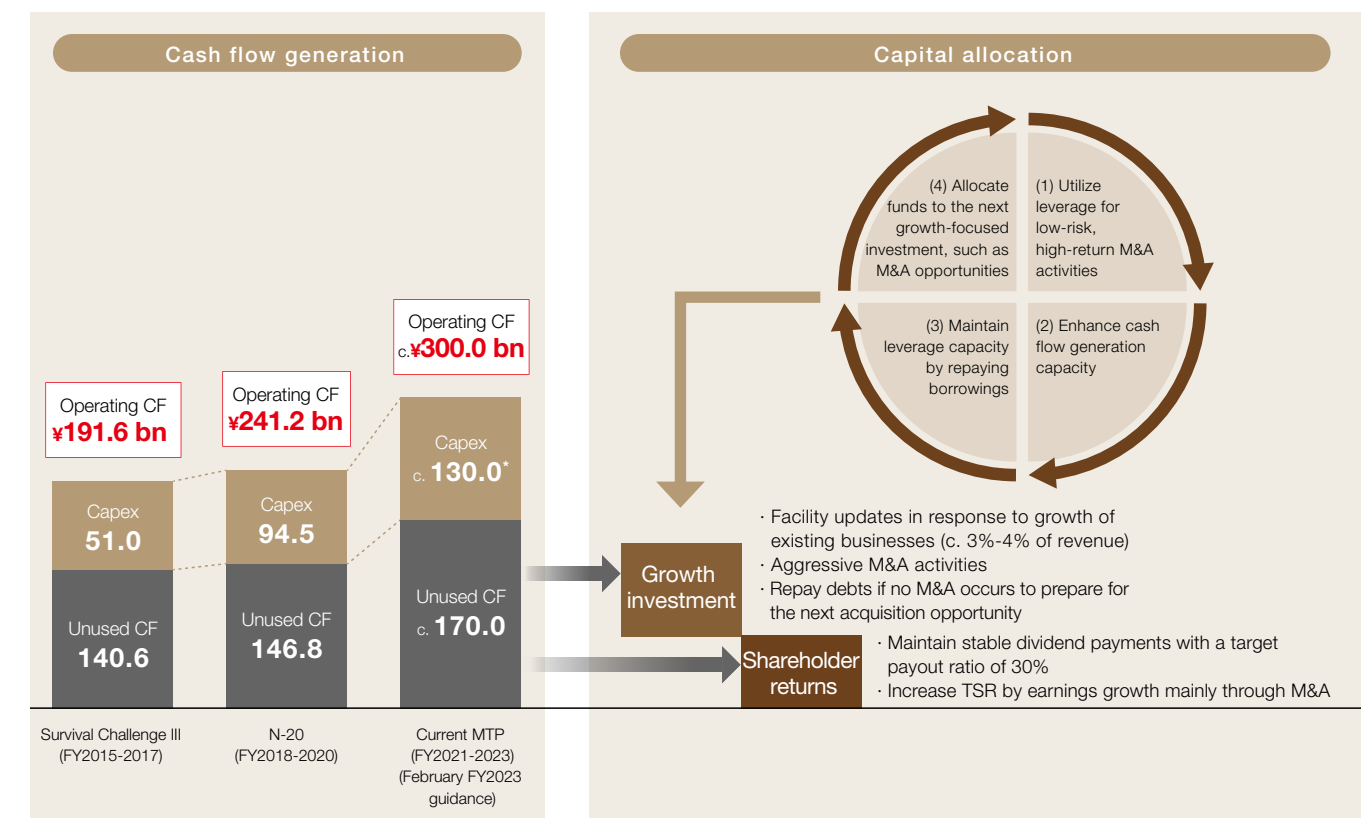 Cash flow generation
Operating CF
¥191.6 bn
Capex
51.0
Unused CF
140.6
Survival Challenge III
(FY2015-2017)
Operating CF
¥241.2 bn
Capex
94.5
Unused CF
146.8
N-20
(FY2018-2020)
Operating CF
c.¥300.0 bn
Capex
c. 130.0*
Unused CF
c. 170.0
Current MTP
(FY2021-2023)
(February FY2023
guidance)
Capital allocation
(1) Utilize
leverage for
low-risk,
high-return M&A
activities
(2) Enhance cash
flow generation
capacity
(3) Maintain
leverage capacity
by repaying
borrowings
(4) Allocate
funds to the next
growth-focused
investment, such as
M&A opportunities
Growth
investment
· Facility updates in response to growth of
existing businesses (c. 3%-4% of revenue)
· Aggressive M&A activities
· Repay debts if no M&A occurs to prepare for
the next acquisition opportunity
Shareholder
returns
· Maintain stable dividend payments with a target
payout ratio of 30%
· Increase TSR by earnings growth mainly through M&A